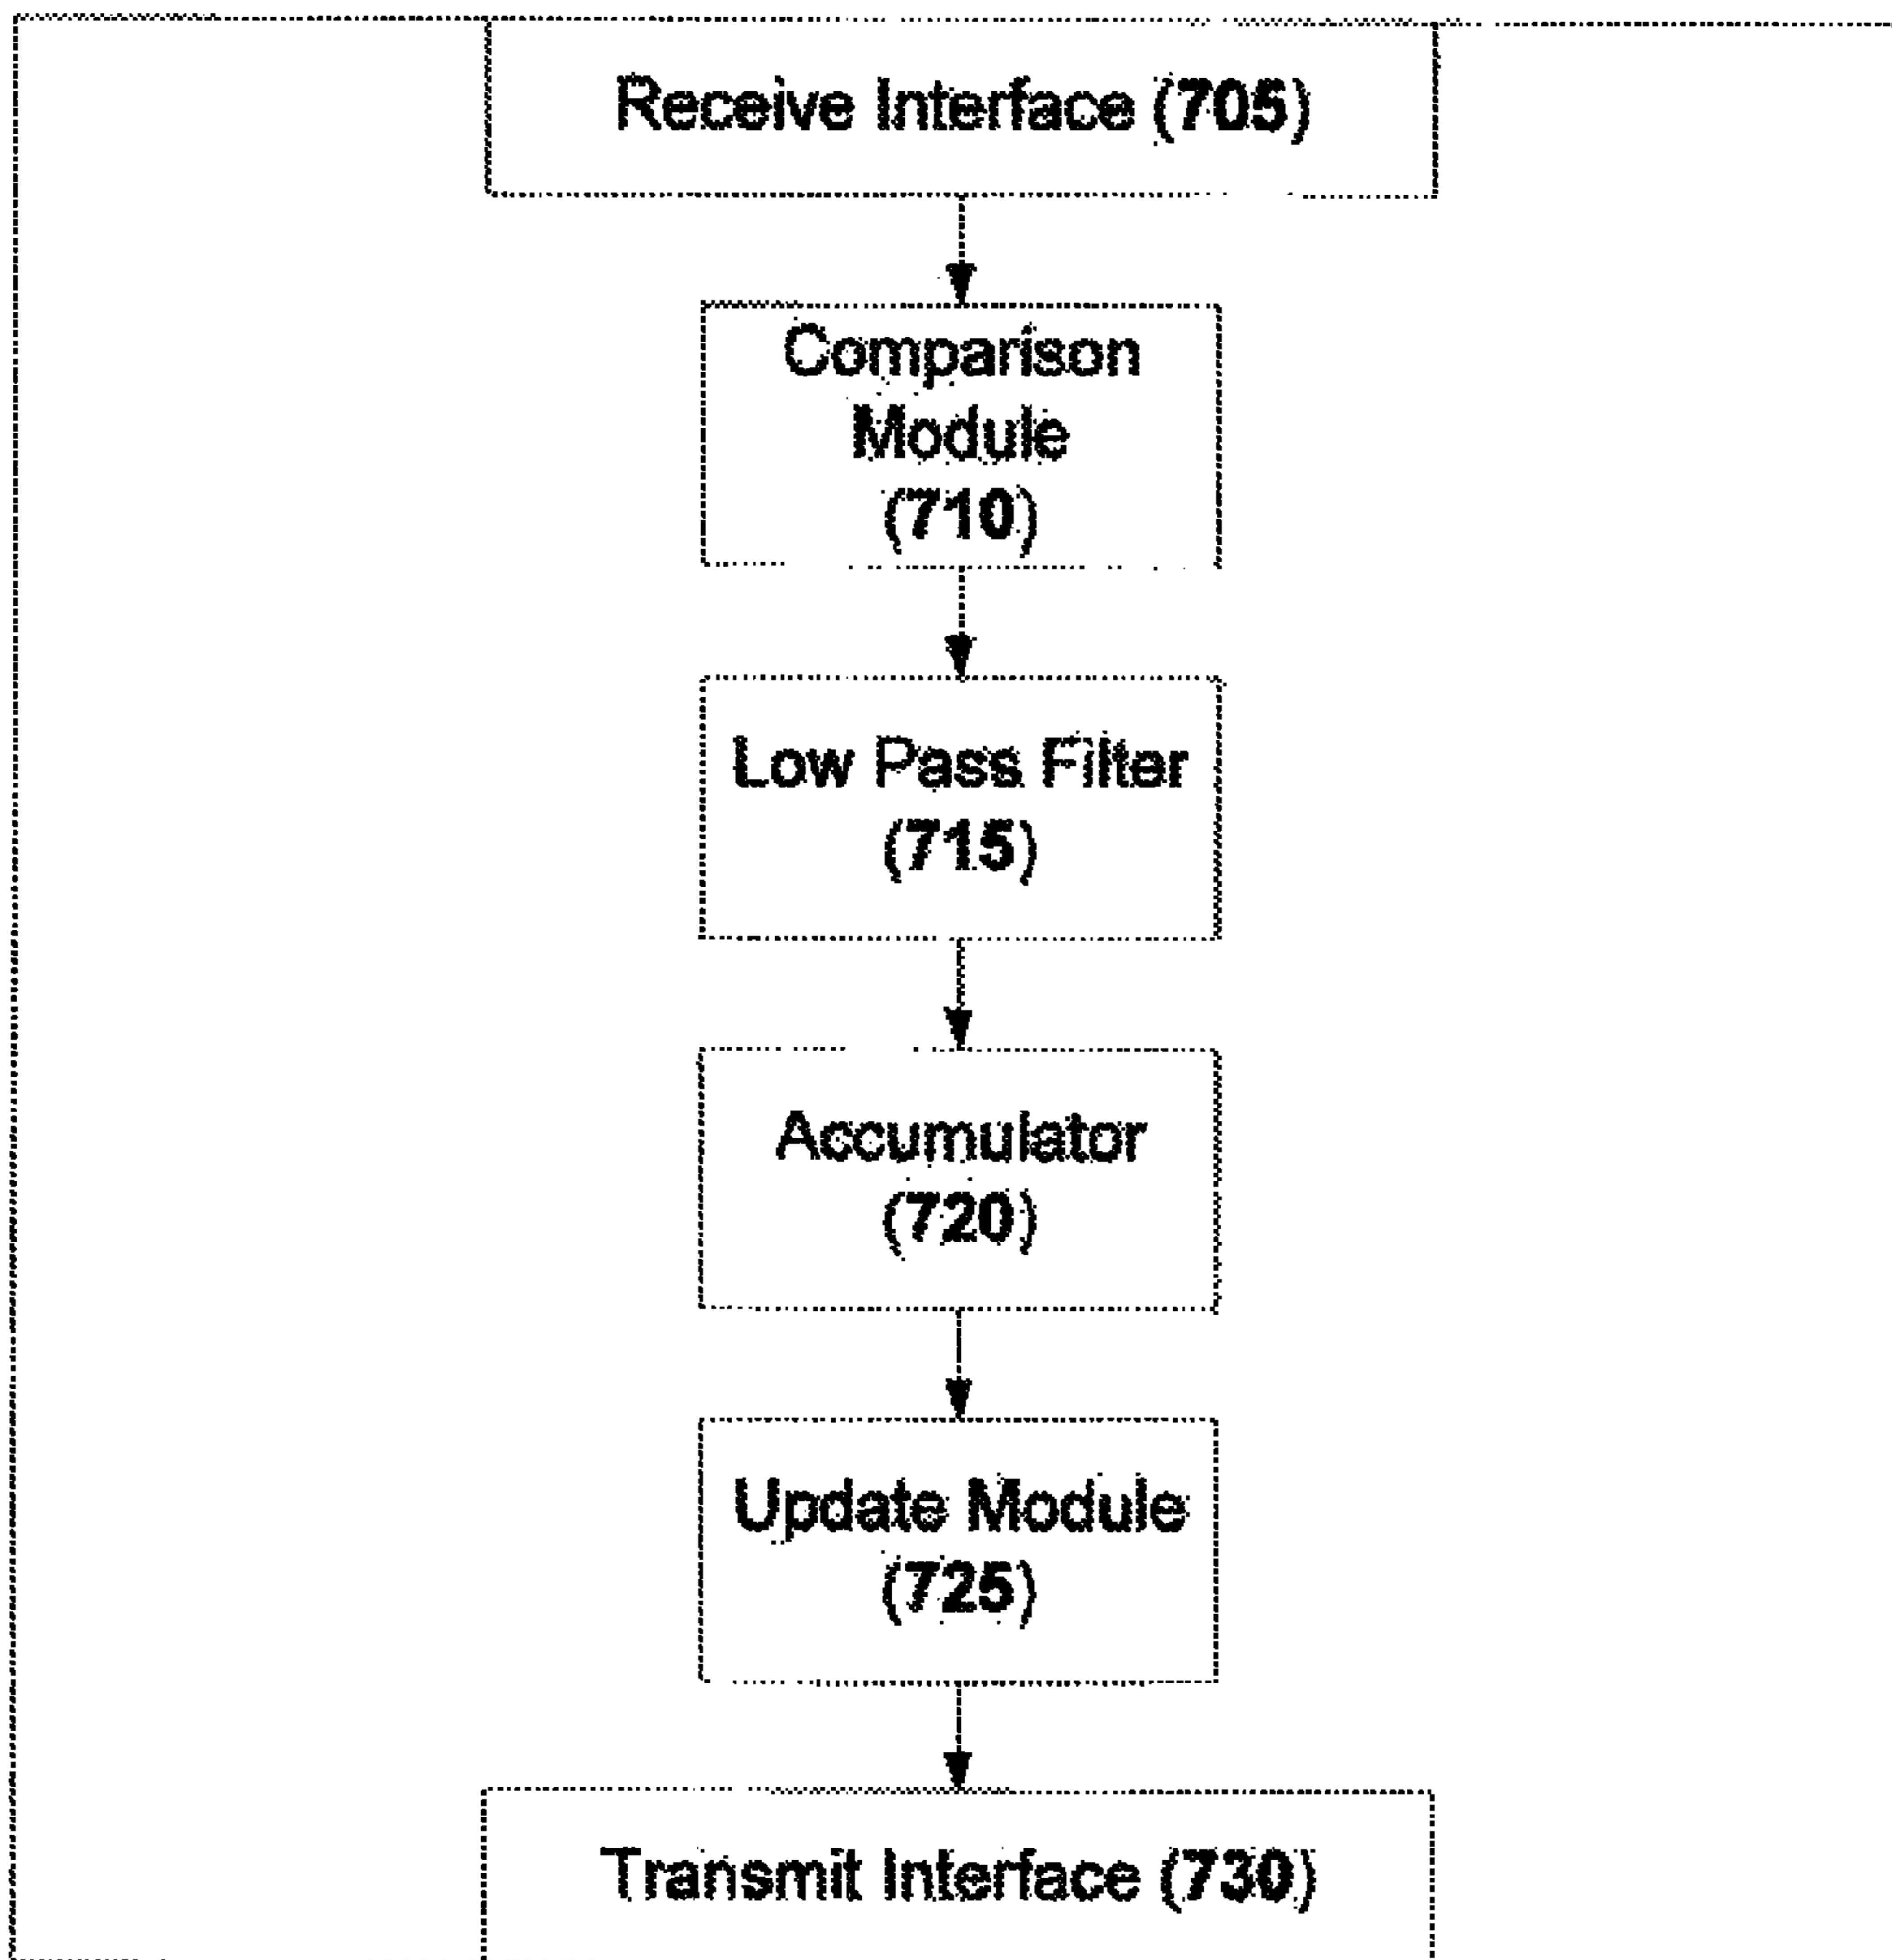 Receive Interface (705)
Comparison
Module
(710)
Low Pass Filter
(715)
Accumulator
(720)
Update Module
(725)
Transmit Interface (730)